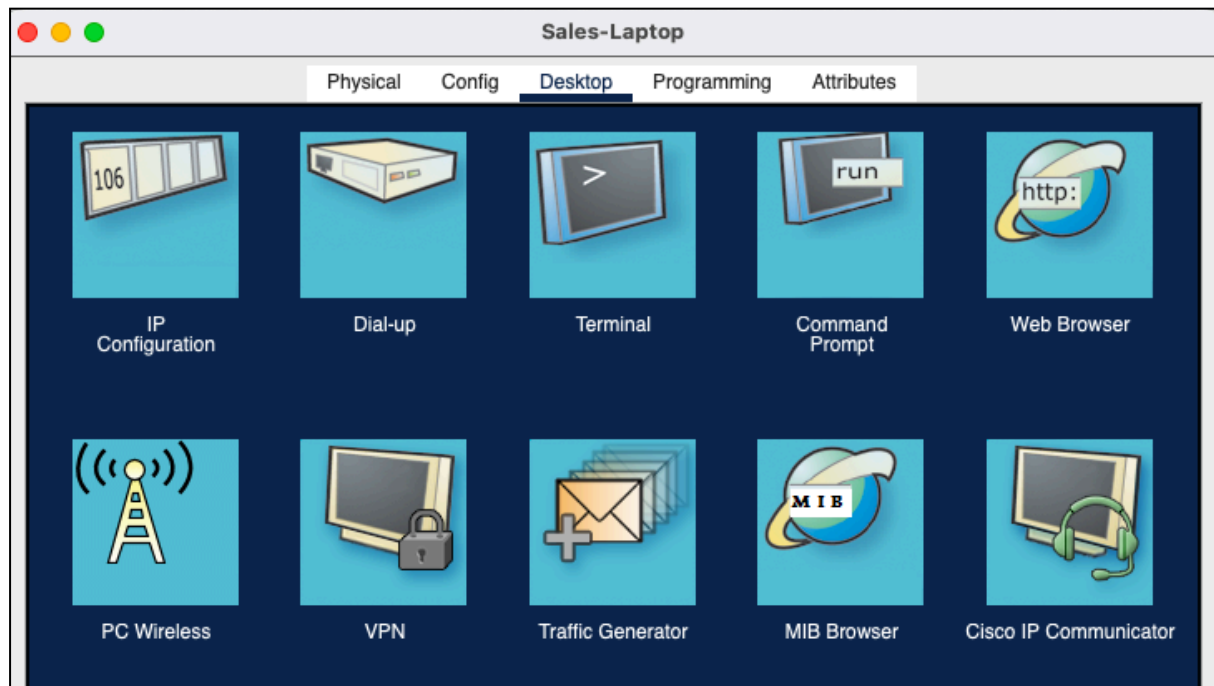 Sales-Laptop
Physical Config Desktop Programming Attributes
106
>
run
http:
IP
Configuration
Dial-up
Terminal
Command
Prompt
Web Browser
MIB
PC Wireless
VPN
Traffic Generator
MIB Browser
Cisco IP Communicator